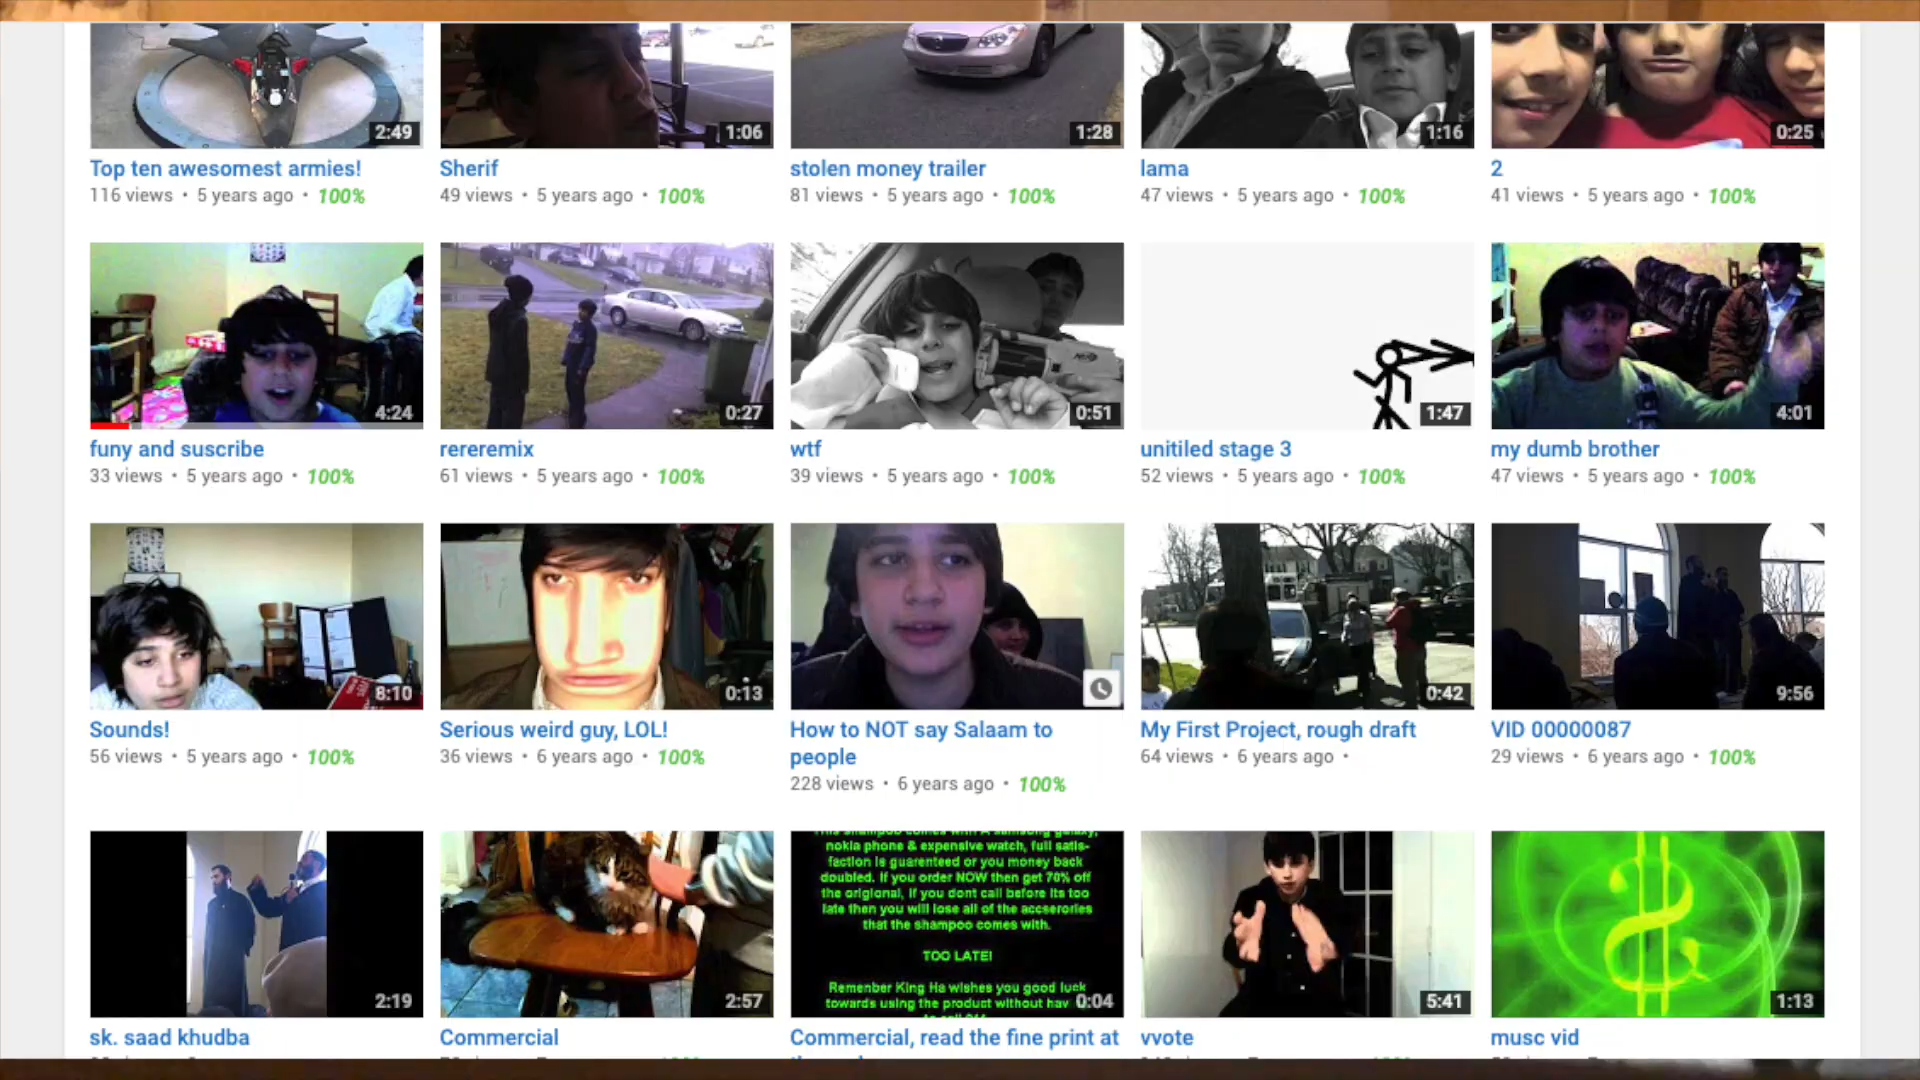 2:49
1:06
1:28
1:16
0:25
Top ten awesomest armies!
Sherif
stolen money trailer
lama
2
116 views • 5 years ago • 100%
49 views • 5 years ago • 100%
81 views • 5 years ago • 100%
47 views • 5 years ago • 100%
41 views • 5 years ago • 100%
4:24
0:27
0:51
1:47
4:01
funy and suscribe
rereremix
wtf
unitiled stage 3
my dumb brother
33 views • 5 years ago • 100%
61 views • 5 years ago • 100%
39 views • 5 years ago • 100%
52 views • 5 years ago • 100%
47 views • 5 years ago • 100%
8:10
0:13
0:42
9:56
Sounds!
Serious weird guy, LOL!
How to NOT say Salaam to
people
My First Project, rough draft
VID 00000087
56 views • 5 years ago • 100%
36 views • 6 years ago • 100%
228 views • 6 years ago • 100%
64 views • 6 years ago •
29 views • 6 years ago • 100%
nokia phone & expensive watch, full satis-
faction is guarenteed or you money back
doubled. If you order NOW then get 70% off
the origional, if you dont call before its too
late then you will lose all of the accserories
that the shampoo comes with.
TOO LATE!
Remenber King Ha wishes you good luck
towards using the product without hav
2:19
2:57
0:04
5:41
1:13
sk. saad khudba
Commercial
Commercial, read the fine print at
vvote
musc vid